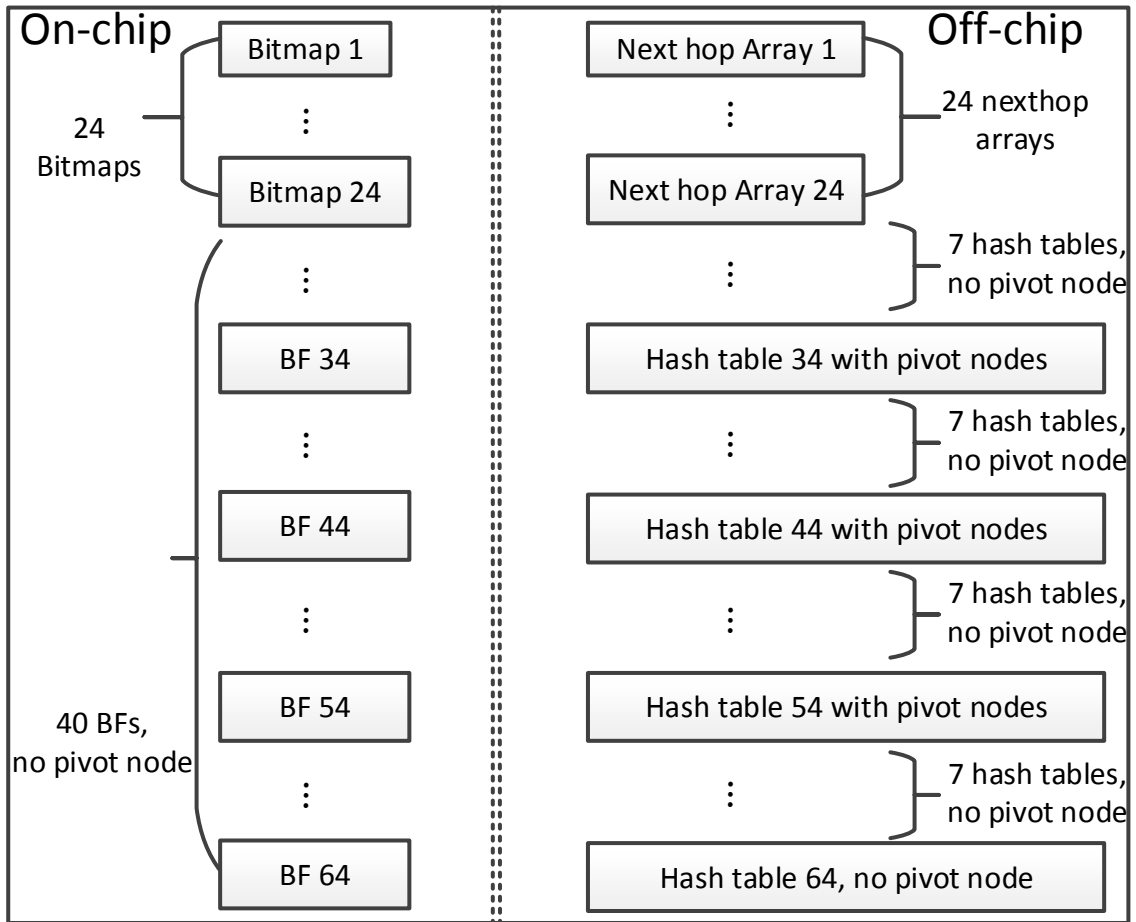 On-chip
Off-chip
Bitmap 1
Next hop Array 1
24
Bitmaps
24 nexthop
arrays
Bitmap 24
Next hop Array 24
7 hash tables,
no pivot node
BF 34
Hash table 34 with pivot nodes
7 hash tables,
no pivot node
BF 44
Hash table 44 with pivot nodes
7 hash tables,
no pivot node
BF 54
Hash table 54 with pivot nodes
40 BFs,
no pivot node
7 hash tables,
no pivot node
BF 64
Hash table 64, no pivot node